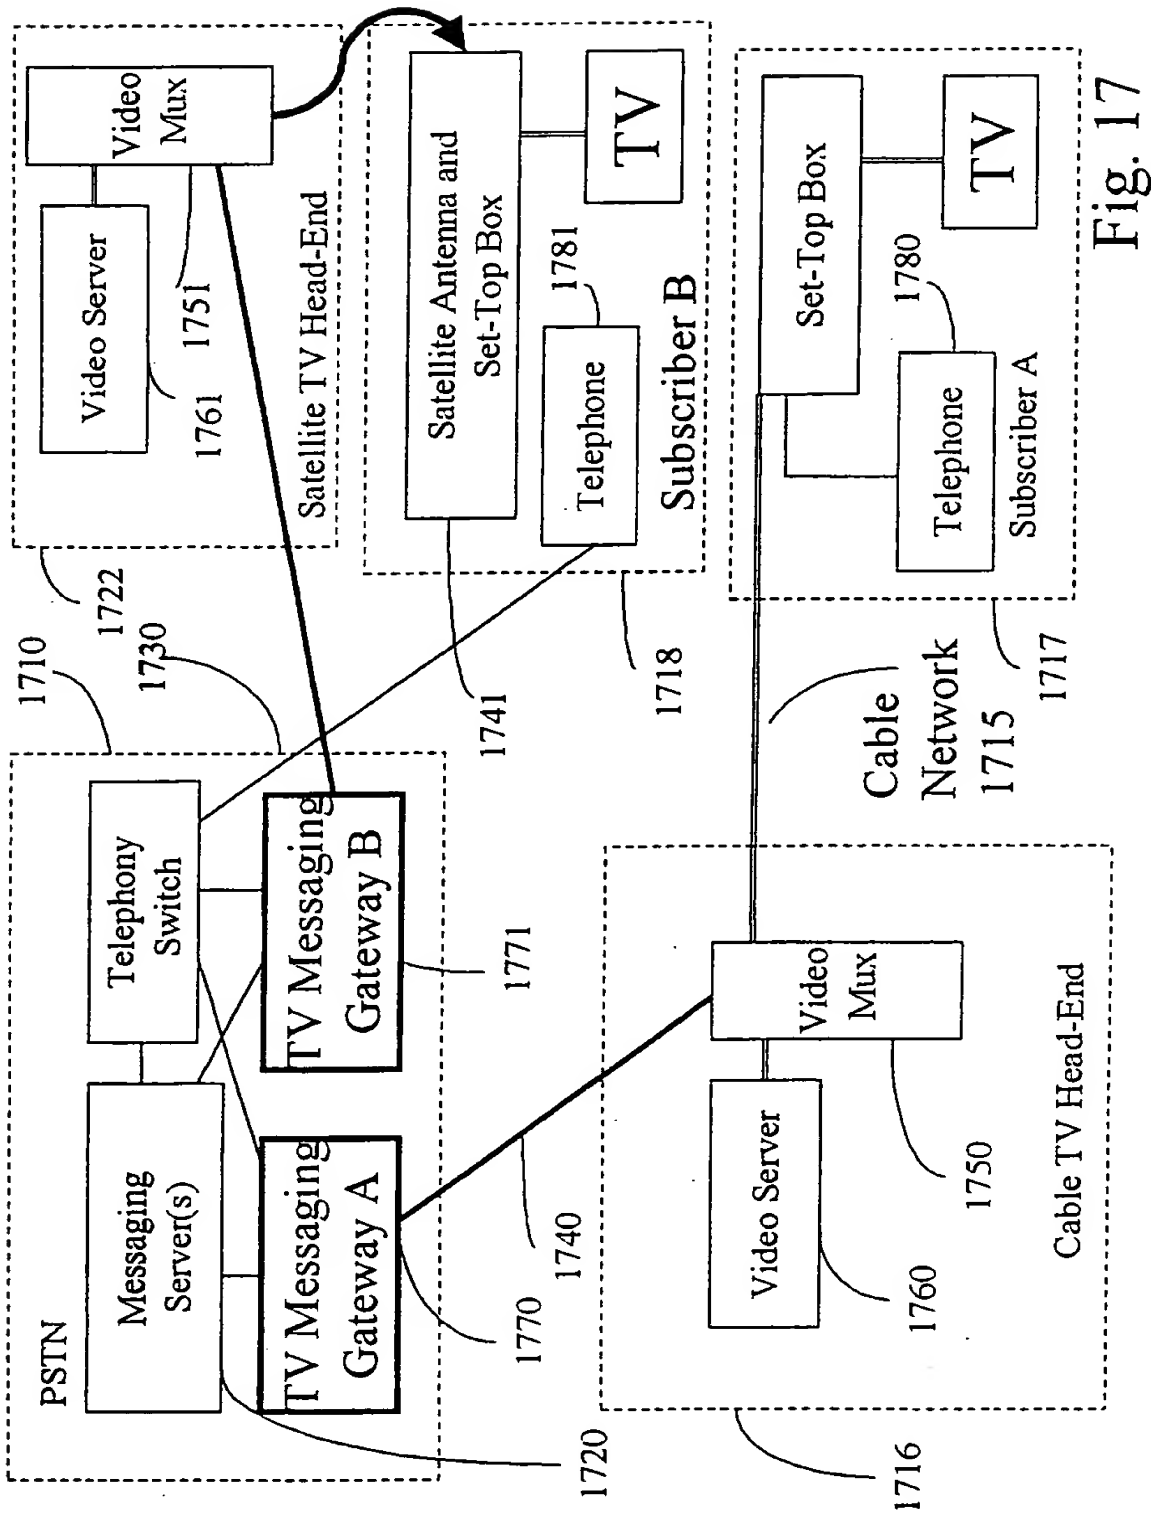 PSTN
Messaging
Server(s)
Telephony
Switch
TV Messaging
Gateway A
TV Messaging
Gateway B
1710
1730
1720
1770
1771
1740
1722
Video Server
Video
Mux
1761
1751
Satellite TV Head-End
Satellite Antenna and
Set-Top Box
TV
Telephone
1781
Subscriber B
1741
1718
Video Server
Video
Mux
1760
1750
Cable TV Head-End
1716
Cable
Network
1715
Set-Top Box
TV
Telephone
1780
Subscriber A
1717
Fig. 17